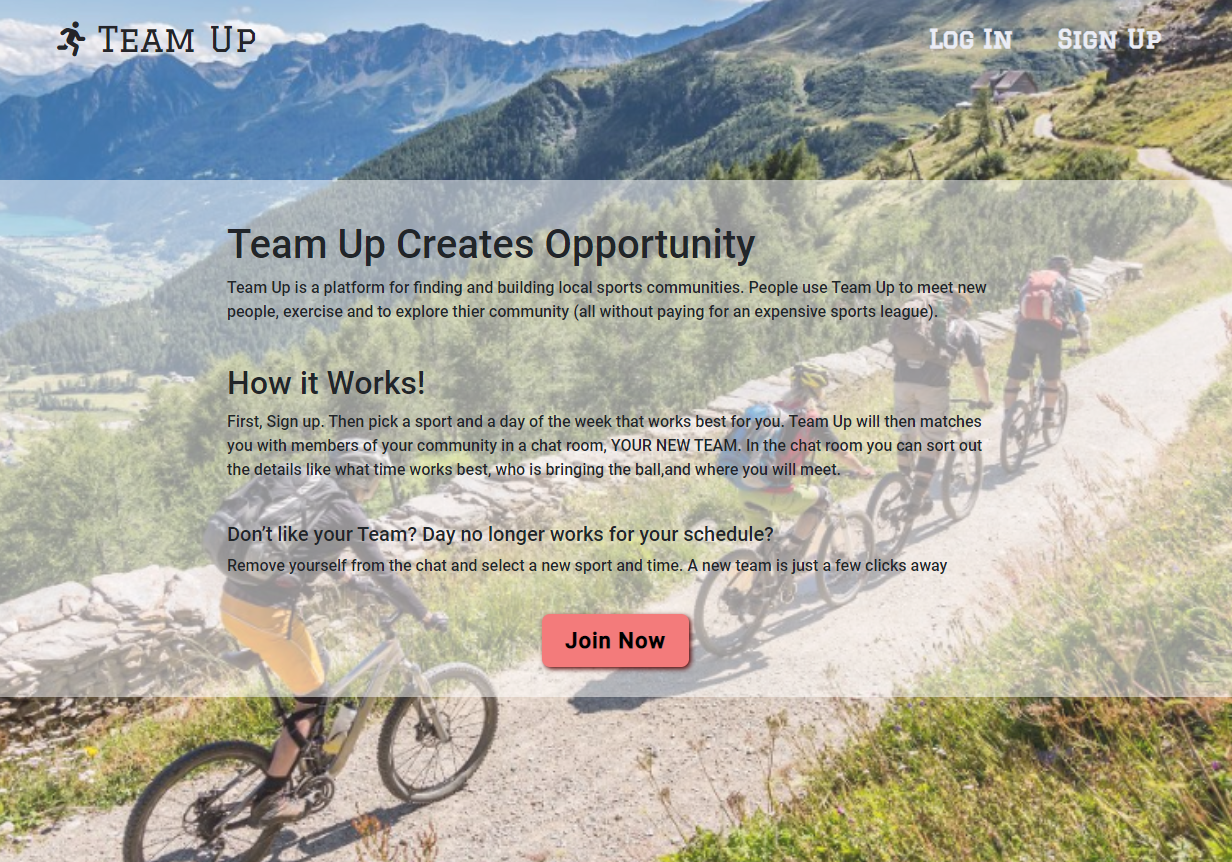 Team Up
Log In
Sign Up
Team Up Creates Opportunity
Team Up is a platform for finding and building local sports communities. People use Team Up to meet new
people, exercise and to explore thier community (all without paying for an expensive sports league).
How it Works!
First, Sign up. Then pick a sport and a day of the week that works best for you. Team Up will then matches
you with members of your community in a chat room, YOUR NEW TEAM. In the chat room you can sort out
the details like what time works best, who is bringing the ball,and where you will meet.
Don’t like your Team? Day no longer works for your schedule?
Remove yourself from the chat and select a new sport and time. A new team is just a few clicks away
Join Now